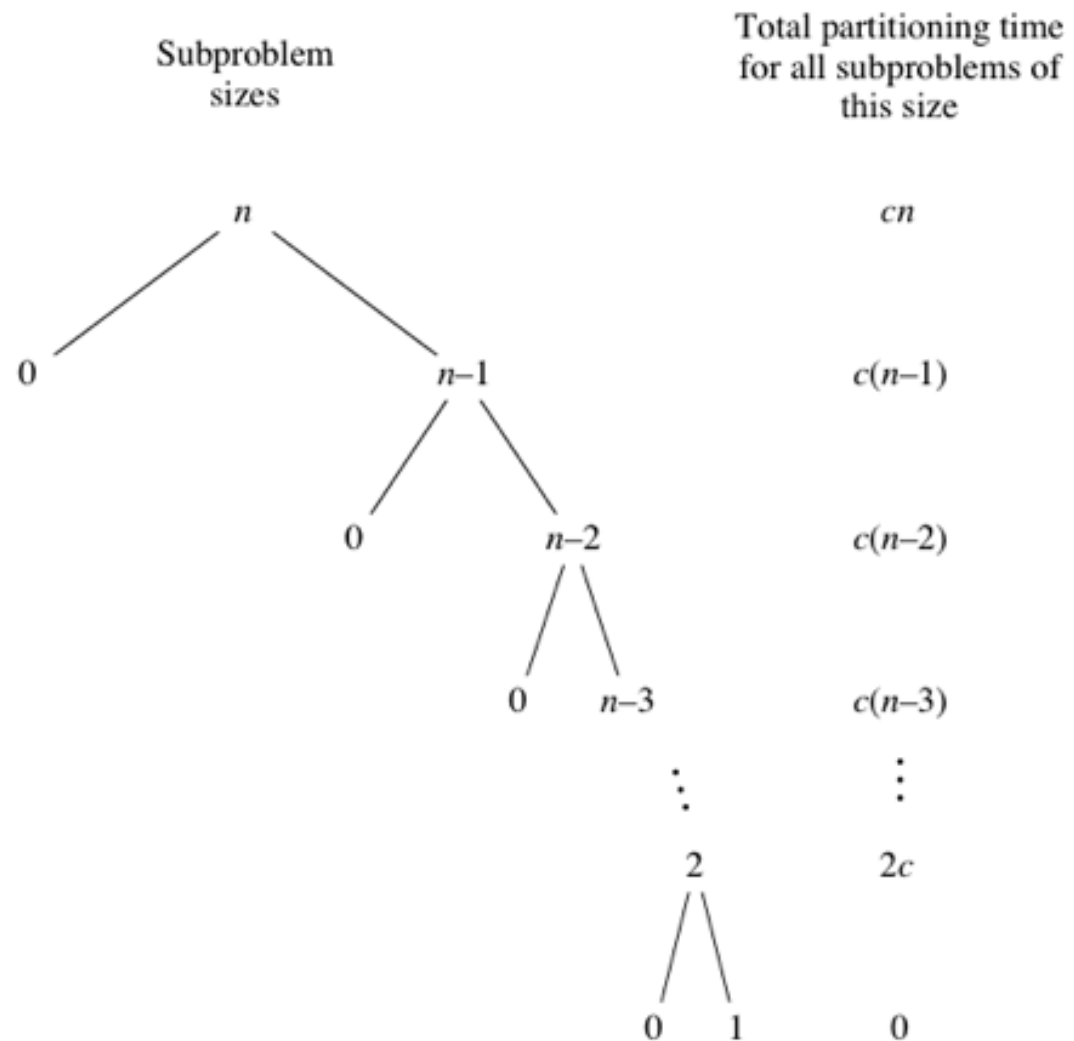 Subproblem
sizes
Total partitioning time
for all subproblems of
this size
n
cn
0
n–1
c(n–1)
0
n–2
c(n–2)
0
n–3
c(n–3)
2
2c
0
1
0